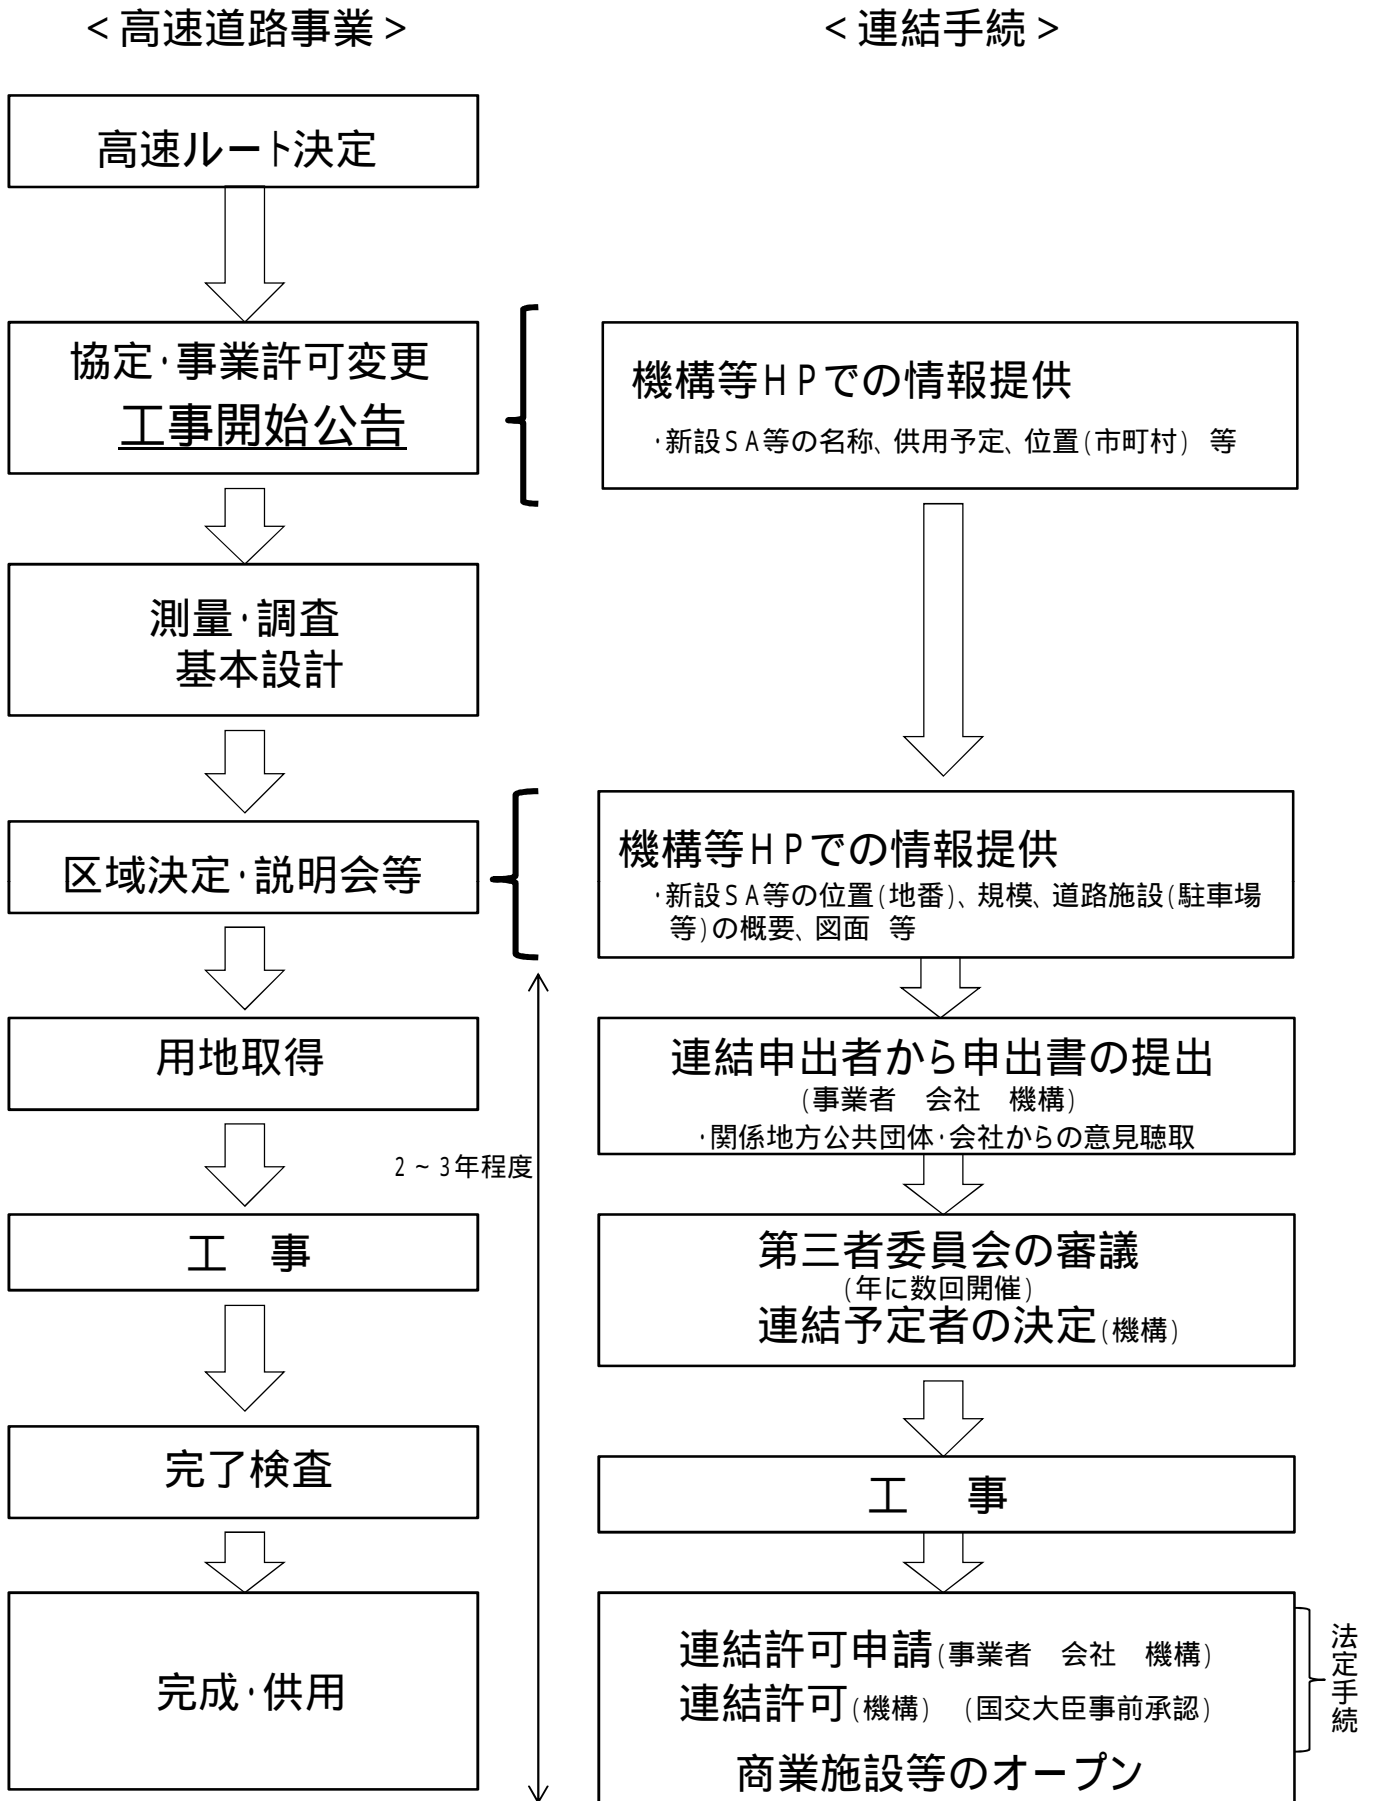 ＜高速道路事業＞
高速ルート決定
協定・事業許可変更
工事開始公告
測量・調査
基本設計
区域決定・説明会等
用地取得
2～3年程度
工　事
完了検査
完成・供用
＜連結手続＞
機構等HPでの情報提供
・新設SA等の名称、供用予定、位置(市町村)　等
機構等HPでの情報提供
・新設SA等の位置(地番)、規模、道路施設(駐車場
等)の概要、図面　等
連結申出者から申出書の提出
(事業者　会社　機構)
・関係地方公共団体・会社からの意見聴取
第三者委員会の審議
(年に数回開催)
連結予定者の決定(機構)
工　事
連結許可申請(事業者　会社　機構)
連結許可(機構)　(国交大臣事前承認)
商業施設等のオープン
法定手続